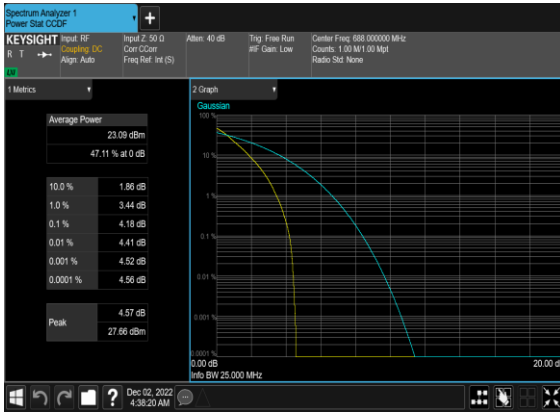 Spectrum Analyzer 1
Power Stat CCDF
KEYSIGHT
R T
Input: RF
Coupling: DC
Align: Auto
Input Z: 50 Ω
Corr CCorr
Freq Ref: Int (S)
Atten: 40 dB
Trig: Free Run
#IF Gain: Low
Center Freq: 688.000000 MHz
Counts: 1.00 M/1.00 Mpt
Radio Std: None
1 Metrics
Average Power
23.09 dBm
47.11 % at 0 dB
10.0 % 1.86 dB
1.0 % 3.44 dB
0.1 % 4.18 dB
0.01 % 4.41 dB
0.001 % 4.52 dB
0.0001 % 4.56 dB
Peak
4.57 dB
27.66 dBm
2 Graph
Gaussian
100 %
10 %
1 %
0.1 %
0.01 %
0.001 %
0.0001 %
0.00 dB
20.00
Info BW 25.000 MHz
?
Dec 02, 2022
4:38:20 AM